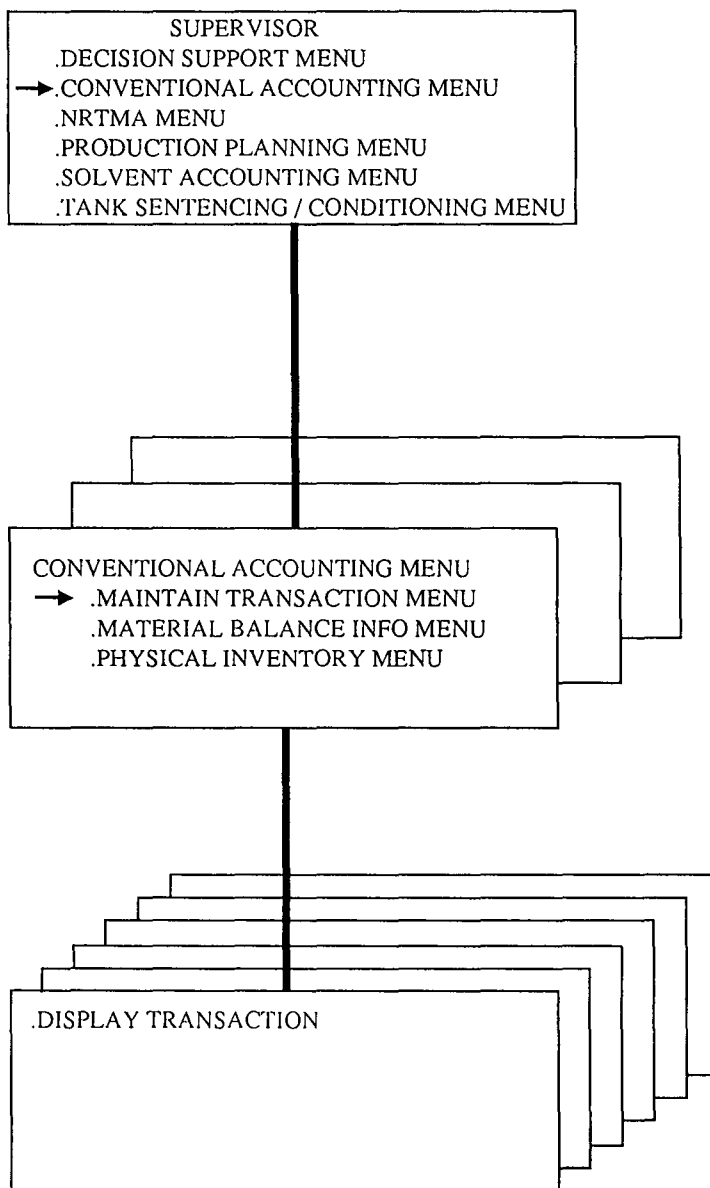 SUPERVISOR
.DECISION SUPPORT MENU
.CONVENTIONAL ACCOUNTING MENU
.NRTMA MENU
.PRODUCTION PLANNING MENU
.SOLVENT ACCOUNTING MENU
.TANK SENTENCING / CONDITIONING MENU
CONVENTIONAL ACCOUNTING MENU
.MAINTAIN TRANSACTION MENU
.MATERIAL BALANCE INFO MENU
.PHYSICAL INVENTORY MENU
.DISPLAY TRANSACTION